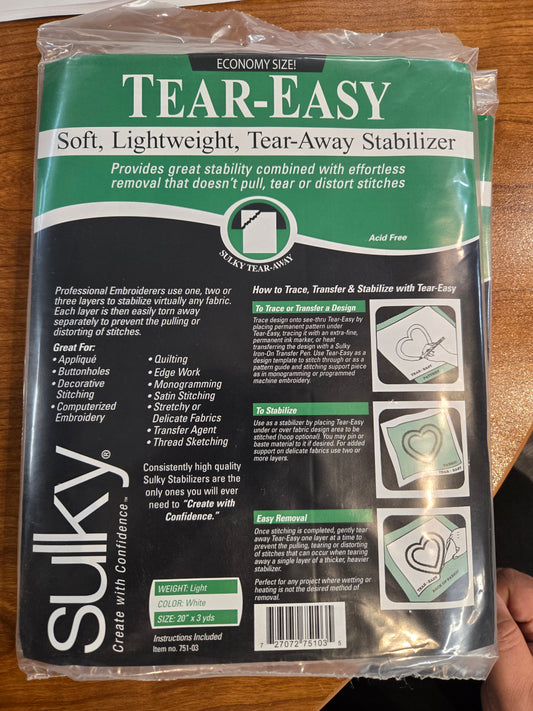 ECONOMY SIZE!
TEAR-EASY
Soft, Lightweight, Tear-Away Stabilizer
Provides great stability combined with effortless
removal that doesn't pull, tear or distort stitches
SULKY TEAR-AWAY
Acid Free
Professional Embroiderers use one, two or
three layers to stabilize virtually any fabric.
Each layer is then easily torn away
separately to prevent the pulling or
distorting of stitches.
Great For:
• Appliqué
• Buttonholes
• Decorative
Stitching
• Computerized
Embroidery
• Quilting
• Edge Work
• Monogramming
• Satin Stitching
• Stretchy or
Delicate Fabrics
• Transfer Agent
• Thread Sketching
Consistently high quality
Sulky Stabilizers are the
only ones you will ever
need to "Create with
Confidence."
Sulky®
Create with Confidence™
WEIGHT: Light
COLOR: White
SIZE: 20" x 3 yds
Instructions Included
Item no. 751-03
How to Trace, Transfer & Stabilize with Tear-Easy
To Trace or Transfer a Design
Trace design onto see-thru Tear-Easy by
placing permanent pattern under
Tear-Easy, tracing it with an extra-fine,
permanent ink marker, or heat
transferring the design with a Sulky
Iron-On Transfer Pen. Use Tear-Easy as a
design template to stitch through or as a
pattern guide and stitching support piece
as in monogramming or programmed
machine embroidery.
TEAR-EASY
PATTERN
To Stabilize
Use as a stabilizer by placing Tear-Easy
under or over fabric design area to be
stitched (hoop optional). You may pin or
baste material to it if desired. For added
support on delicate fabrics use two or
more layers.
TEAR-EASY
Easy Removal
Once stitching is completed, gently tear
away Tear-Easy one layer at a time to
prevent the pulling, tearing or distorting
of stitches that can occur when tearing
away a single layer of a thicker, heavier
stabilizer.
Perfect for any project where wetting or
heating is not the desired method of
removal.
TEAR-EASY
7 27072 75103 5